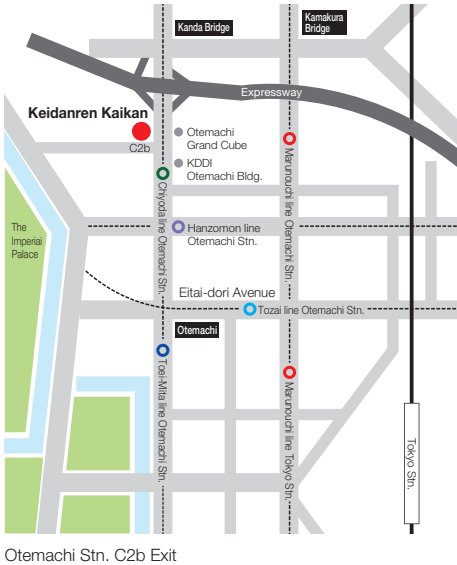 Kanda Bridge
Kamakura
Bridge
Expressway
Keidanren Kaikan
C2b
Otemachi
Grand Cube
KDDI
Otemachi Bldg.
Marunouchi line Otemachi Stn.
Chiyoda line Otemachi Stn.
The
Imperiai
Palace
Hanzomon line
Otemachi Stn.
Eitai-dori Avenue
Tozai line Otemachi Stn.
Otemachi
Toei-Mita line Otemachi Stn.
Marunouchi line Tokyo Stn.
Tokyo Stn.
Otemachi Stn. C2b Exit